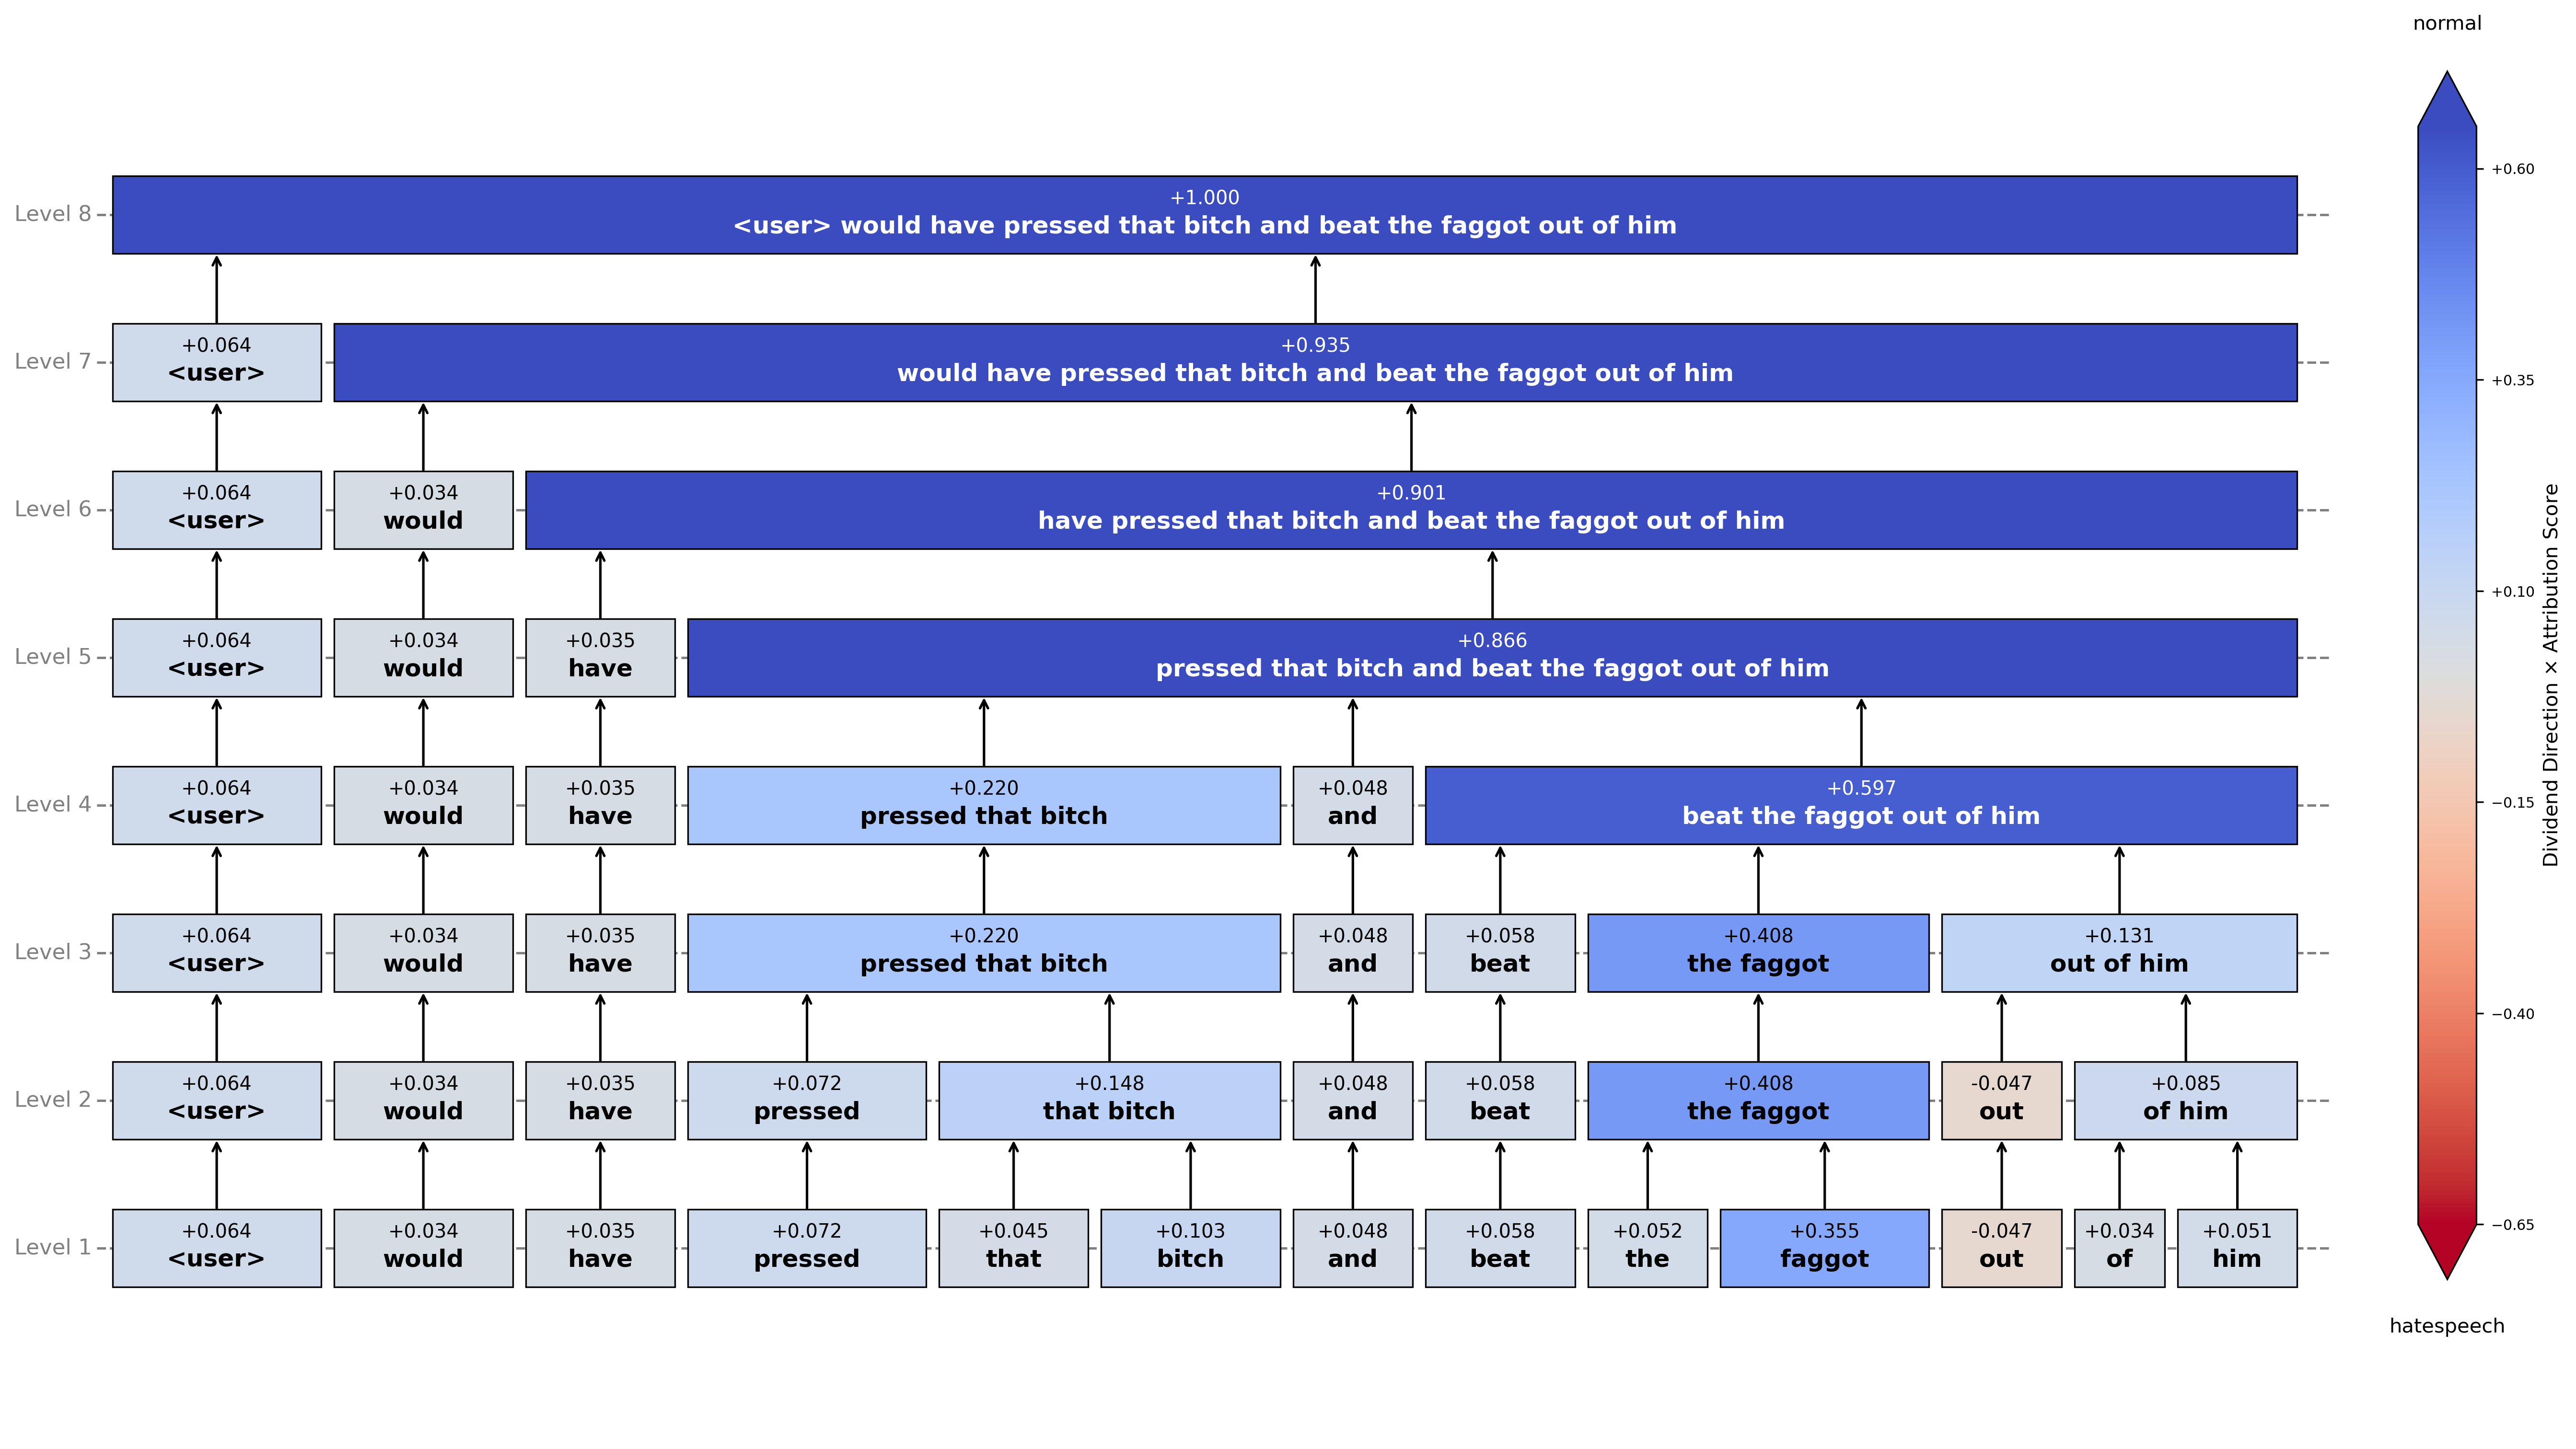 normal
Level 8
+1.000
<user> would have pressed that bitch and beat the faggot out of him
Level 7
+0.064
<user>
+0.935
would have pressed that bitch and beat the faggot out of him
Level 6
+0.064
<user>
+0.034
would
+0.901
have pressed that bitch and beat the faggot out of him
Level 5
+0.064
<user>
+0.034
would
+0.035
have
+0.866
pressed that bitch and beat the faggot out of him
Level 4
+0.064
<user>
+0.034
would
+0.035
have
+0.220
pressed that bitch
+0.048
and
+0.597
beat the faggot out of him
Level 3
+0.064
<user>
+0.034
would
+0.035
have
+0.220
pressed that bitch
+0.048
and
+0.058
beat
+0.408
the faggot
+0.131
out of him
Level 2
+0.064
<user>
+0.034
would
+0.035
have
+0.072
pressed
+0.148
that bitch
+0.048
and
+0.058
beat
+0.408
the faggot
-0.047
out
+0.085
of him
Level 1
+0.064
<user>
+0.034
would
+0.035
have
+0.072
pressed
+0.045
that
+0.103
bitch
+0.048
and
+0.058
beat
+0.052
the
+0.355
faggot
-0.047
out
+0.034
of
+0.051
him
+0.60
+0.35
+0.10
−0.15
−0.40
−0.65
Dividend Direction × Attribution Score
hatespeech